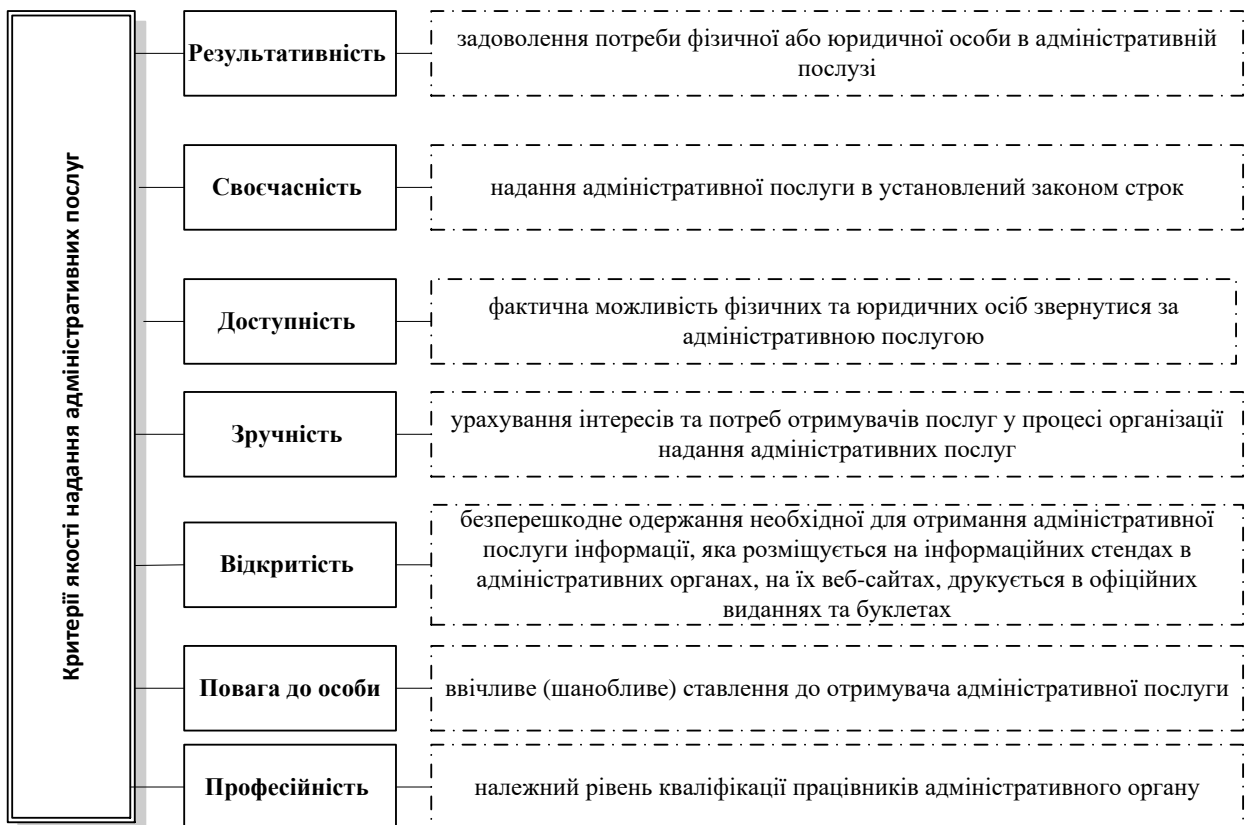 Критерії якості надання адміністративних послуг
Результативність
задоволення потреби фізичної або юридичної особи в адміністративній
послузі
Своєчасність
надання адміністративної послуги в установлений законом строк
Доступність
фактична можливість фізичних та юридичних осіб звернутися за
адміністративною послугою
Зручність
урахування інтересів та потреб отримувачів послуг у процесі організації
надання адміністративних послуг
Відкритість
безперешкодне одержання необхідної для отримання адміністративної
послуги інформації, яка розміщується на інформаційних стендах в
адміністративних органах, на їх веб-сайтах, друкується в офіційних
виданнях та буклетах
Повага до особи
ввічливе (шанобливе) ставлення до отримувача адміністративної послуги
Професійність
належний рівень кваліфікації працівників адміністративного органу